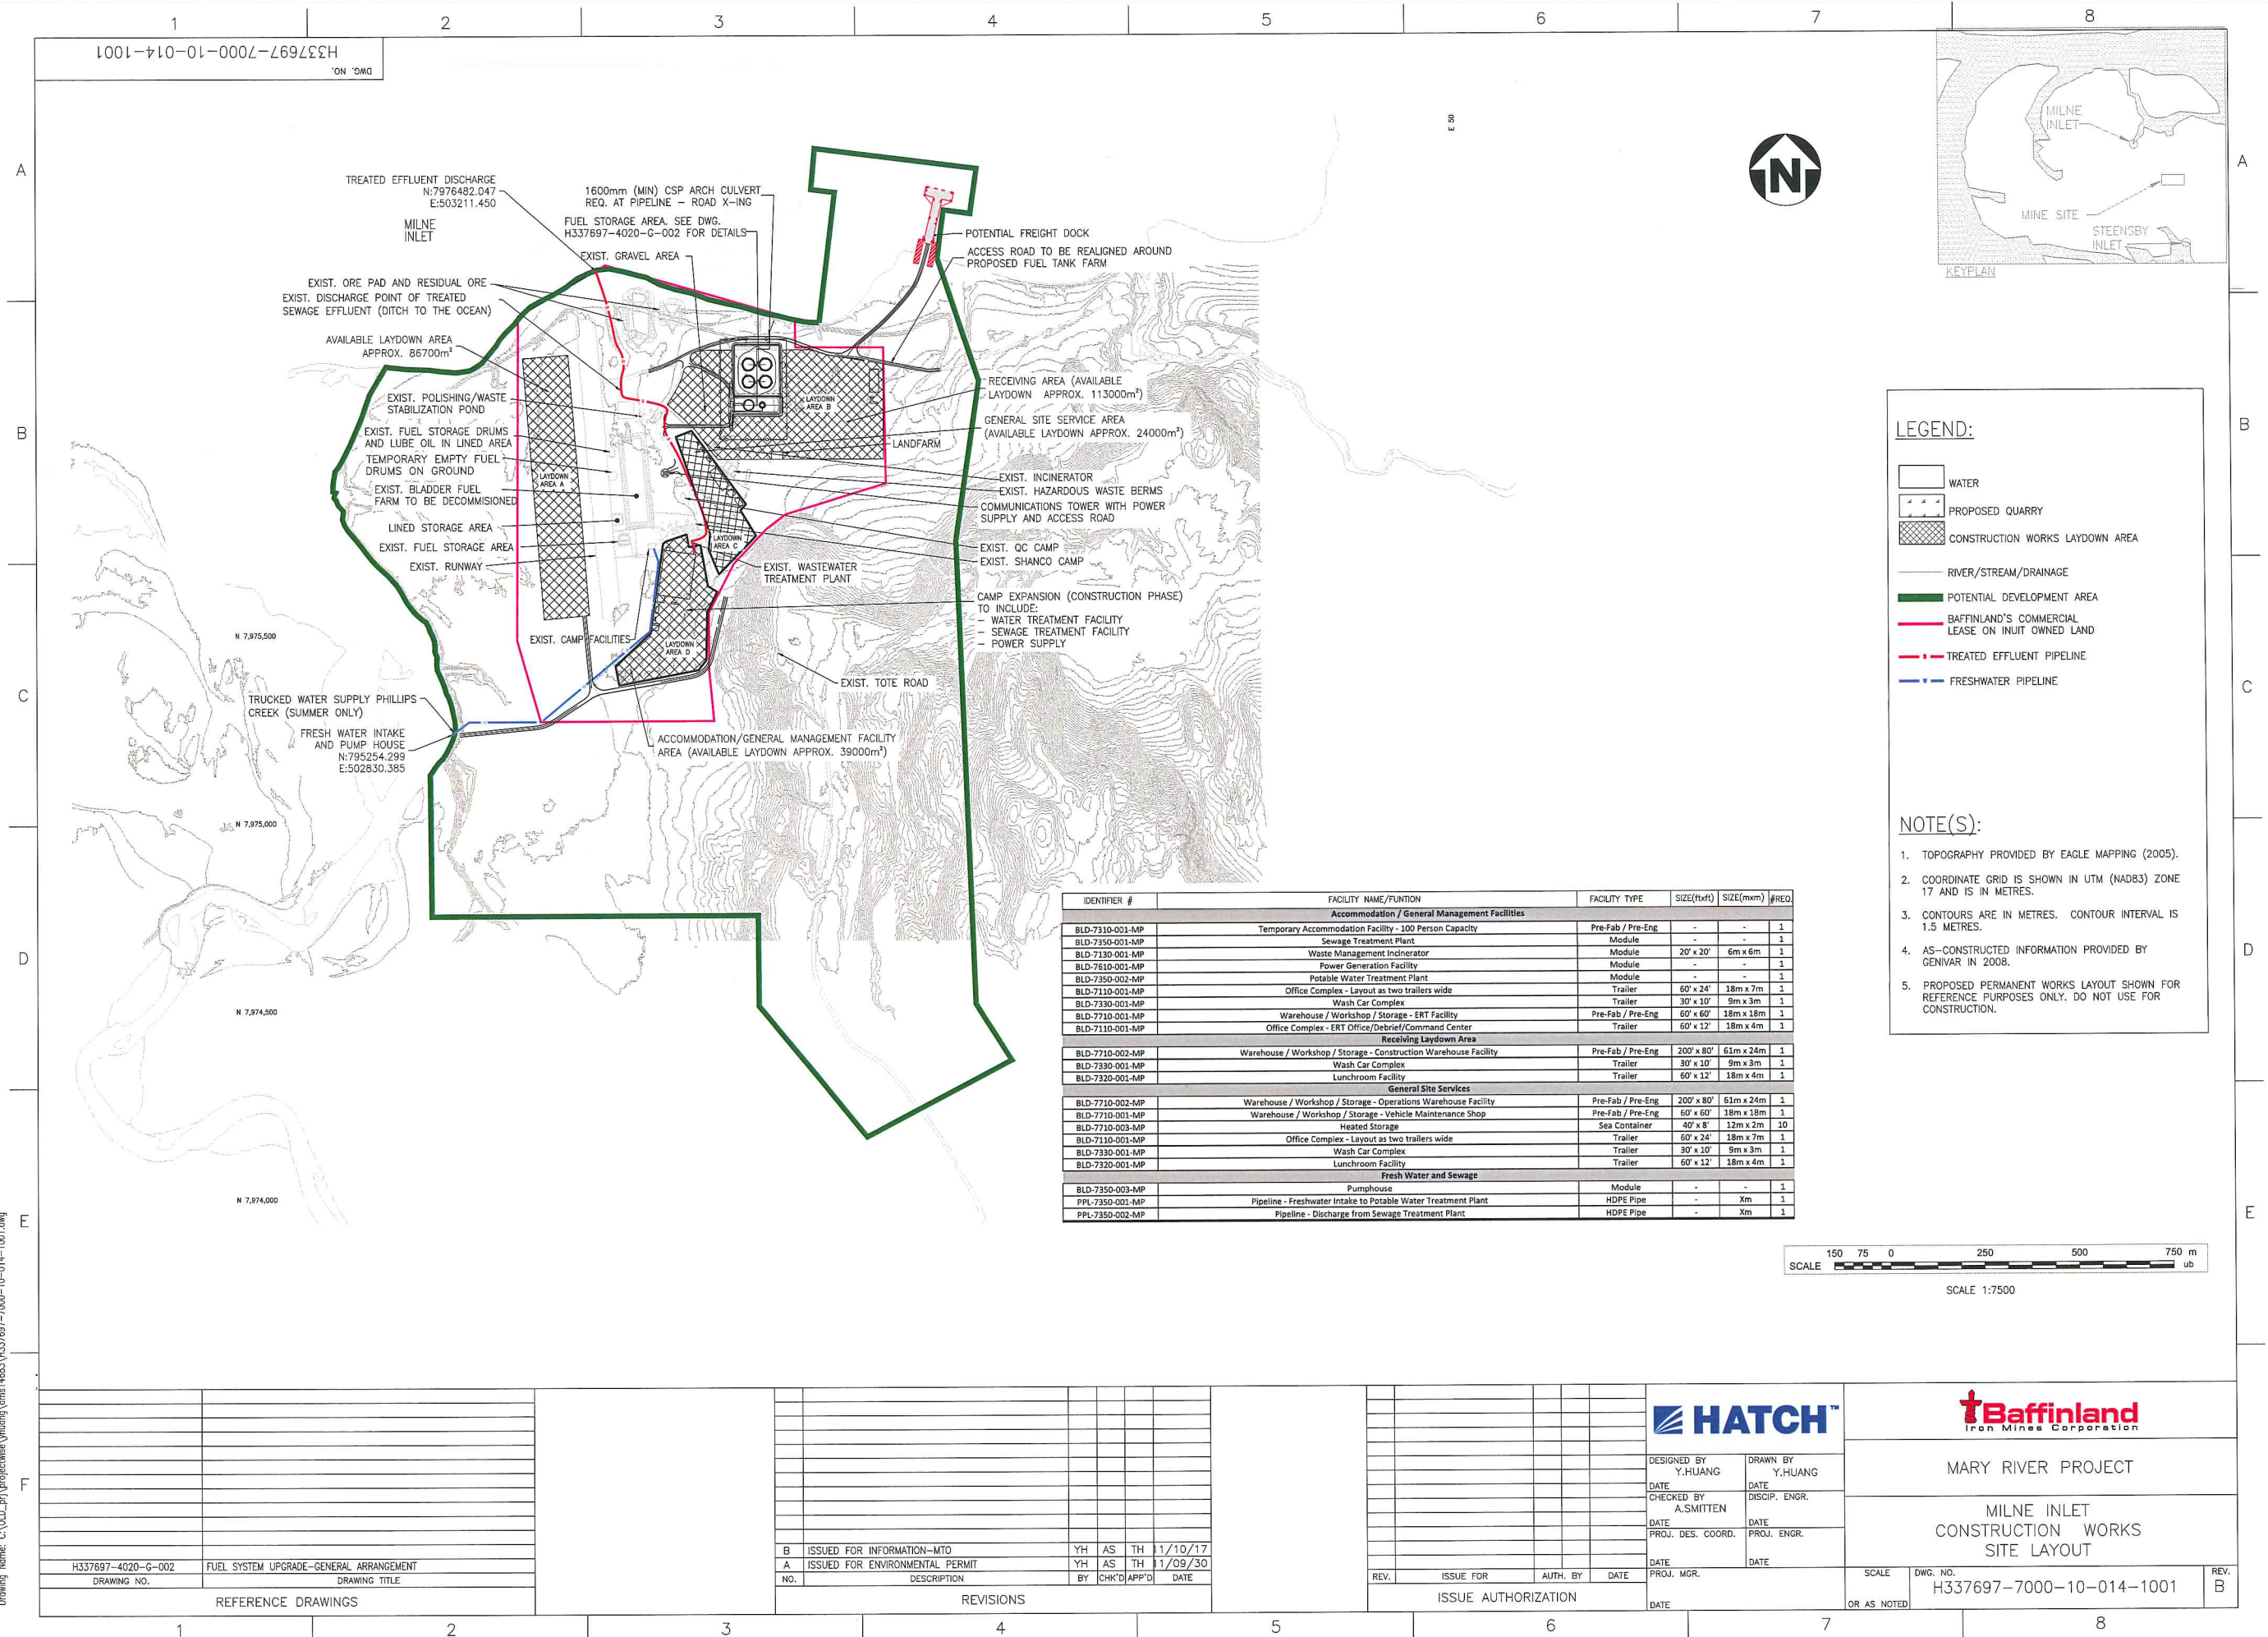 1 2 3 4 5 6 7 8
H337697-7000-10-014-1001
DWG. NO.
A
B
C
D
E
F
A
B
C
D
E
E 50
N
MILNE
INLET
MINE SITE
STEENSBY
INLET
KEYPLAN
TREATED EFFLUENT DISCHARGE
N:7976482.047
E:503211.450
MILNE
INLET
1600mm (MIN) CSP ARCH CULVERT
REQ. AT PIPELINE – ROAD X-ING
FUEL STORAGE AREA. SEE DWG.
H337697-4020-G-002 FOR DETAILS
EXIST. GRAVEL AREA
POTENTIAL FREIGHT DOCK
ACCESS ROAD TO BE REALIGNED AROUND
PROPOSED FUEL TANK FARM
EXIST. ORE PAD AND RESIDUAL ORE
EXIST. DISCHARGE POINT OF TREATED
SEWAGE EFFLUENT (DITCH TO THE OCEAN)
AVAILABLE LAYDOWN AREA
APPROX. 86700m²
EXIST. POLISHING/WASTE
STABILIZATION POND
EXIST. FUEL STORAGE DRUMS
AND LUBE OIL IN LINED AREA
TEMPORARY EMPTY FUEL
DRUMS ON GROUND
EXIST. BLADDER FUEL
FARM TO BE DECOMMISIONED
LINED STORAGE AREA
EXIST. FUEL STORAGE AREA
EXIST. RUNWAY
LAYDOWN
AREA A
LAYDOWN
AREA B
LAYDOWN
AREA C
LAYDOWN
AREA D
RECEIVING AREA (AVAILABLE
LAYDOWN APPROX. 113000m²)
GENERAL SITE SERVICE AREA
(AVAILABLE LAYDOWN APPROX. 24000m²)
LANDFARM
EXIST. INCINERATOR
EXIST. HAZARDOUS WASTE BERMS
COMMUNICATIONS TOWER WITH POWER
SUPPLY AND ACCESS ROAD
EXIST. QC CAMP
EXIST. SHANCO CAMP
EXIST. WASTEWATER
TREATMENT PLANT
CAMP EXPANSION (CONSTRUCTION PHASE)
TO INCLUDE:
– WATER TREATMENT FACILITY
– SEWAGE TREATMENT FACILITY
– POWER SUPPLY
EXIST. CAMP FACILITIES
EXIST. TOTE ROAD
TRUCKED WATER SUPPLY PHILLIPS
CREEK (SUMMER ONLY)
FRESH WATER INTAKE
AND PUMP HOUSE
N:795254.299
E:502830.385
ACCOMMODATION/GENERAL MANAGEMENT FACILITY
AREA (AVAILABLE LAYDOWN APPROX. 39000m²)
N 7,975,500
N 7,975,000
N 7,974,500
N 7,974,000
LEGEND:
WATER
PROPOSED QUARRY
CONSTRUCTION WORKS LAYDOWN AREA
RIVER/STREAM/DRAINAGE
POTENTIAL DEVELOPMENT AREA
BAFFINLAND'S COMMERCIAL
LEASE ON INUIT OWNED LAND
TREATED EFFLUENT PIPELINE
FRESHWATER PIPELINE
NOTE(S):
1. TOPOGRAPHY PROVIDED BY EAGLE MAPPING (2005).
2. COORDINATE GRID IS SHOWN IN UTM (NAD83) ZONE
17 AND IS IN METRES.
3. CONTOURS ARE IN METRES. CONTOUR INTERVAL IS
1.5 METRES.
4. AS-CONSTRUCTED INFORMATION PROVIDED BY
GENIVAR IN 2008.
5. PROPOSED PERMANENT WORKS LAYOUT SHOWN FOR
REFERENCE PURPOSES ONLY. DO NOT USE FOR
CONSTRUCTION.
IDENTIFIER # FACILITY NAME/FUNTION FACILITY TYPE SIZE(ftxft) SIZE(mxm) #REQ.
Accommodation / General Management Facilities
BLD-7310-001-MP Temporary Accommodation Facility - 100 Person Capacity Pre-Fab / Pre-Eng - - 1
BLD-7350-001-MP Sewage Treatment Plant Module - - 1
BLD-7130-001-MP Waste Management Incinerator Module 20' x 20' 6m x 6m 1
BLD-7610-001-MP Power Generation Facility Module - - 1
BLD-7350-002-MP Potable Water Treatment Plant Module - - 1
BLD-7110-001-MP Office Complex - Layout as two trailers wide Trailer 60' x 24' 18m x 7m 1
BLD-7330-001-MP Wash Car Complex Trailer 30' x 10' 9m x 3m 1
BLD-7710-001-MP Warehouse / Workshop / Storage - ERT Facility Pre-Fab / Pre-Eng 60' x 60' 18m x 18m 1
BLD-7110-001-MP Office Complex - ERT Office/Debrief/Command Center Trailer 60' x 12' 18m x 4m 1
Receiving Laydown Area
BLD-7710-002-MP Warehouse / Workshop / Storage - Construction Warehouse Facility Pre-Fab / Pre-Eng 200' x 80' 61m x 24m 1
BLD-7330-001-MP Wash Car Complex Trailer 30' x 10' 9m x 3m 1
BLD-7320-001-MP Lunchroom Facility Trailer 60' x 12' 18m x 4m 1
General Site Services
BLD-7710-002-MP Warehouse / Workshop / Storage - Operations Warehouse Facility Pre-Fab / Pre-Eng 200' x 80' 61m x 24m 1
BLD-7710-001-MP Warehouse / Workshop / Storage - Vehicle Maintenance Shop Pre-Fab / Pre-Eng 60' x 60' 18m x 18m 1
BLD-7710-003-MP Heated Storage Sea Container 40' x 8' 12m x 2m 10
BLD-7110-001-MP Office Complex - Layout as two trailers wide Trailer 60' x 24' 18m x 7m 1
BLD-7330-001-MP Wash Car Complex Trailer 30' x 10' 9m x 3m 1
BLD-7320-001-MP Lunchroom Facility Trailer 60' x 12' 18m x 4m 1
Fresh Water and Sewage
BLD-7350-003-MP Pumphouse Module - - 1
PPL-7350-001-MP Pipeline - Freshwater Intake to Potable Water Treatment Plant HDPE Pipe - Xm 1
PPL-7350-002-MP Pipeline - Discharge from Sewage Treatment Plant HDPE Pipe - Xm 1
150 75 0 250 500 750 m
SCALE ub
SCALE 1:7500
H337697-4020-G-002 FUEL SYSTEM UPGRADE-GENERAL ARRANGEMENT
DRAWING NO. DRAWING TITLE
REFERENCE DRAWINGS
B ISSUED FOR INFORMATION-MTO YH AS TH 11/10/17
A ISSUED FOR ENVIRONMENTAL PERMIT YH AS TH 11/09/30
NO. DESCRIPTION BY CHK'D APP'D DATE
REVISIONS
REV. ISSUE FOR AUTH. BY DATE
ISSUE AUTHORIZATION
HATCH™
DESIGNED BY
Y.HUANG
DATE
DRAWN BY
Y.HUANG
DATE
CHECKED BY
A.SMITTEN
DATE
DISCIP. ENGR.
DATE
PROJ. DES. COORD.
DATE
PROJ. ENGR.
DATE
PROJ. MGR.
DATE
Baffinland
Iron Mines Corporation
MARY RIVER PROJECT
MILNE INLET
CONSTRUCTION WORKS
SITE LAYOUT
SCALE
OR AS NOTED
DWG. NO.
H337697-7000-10-014-1001
REV.
B
1 2 3 4 5 6 7 8